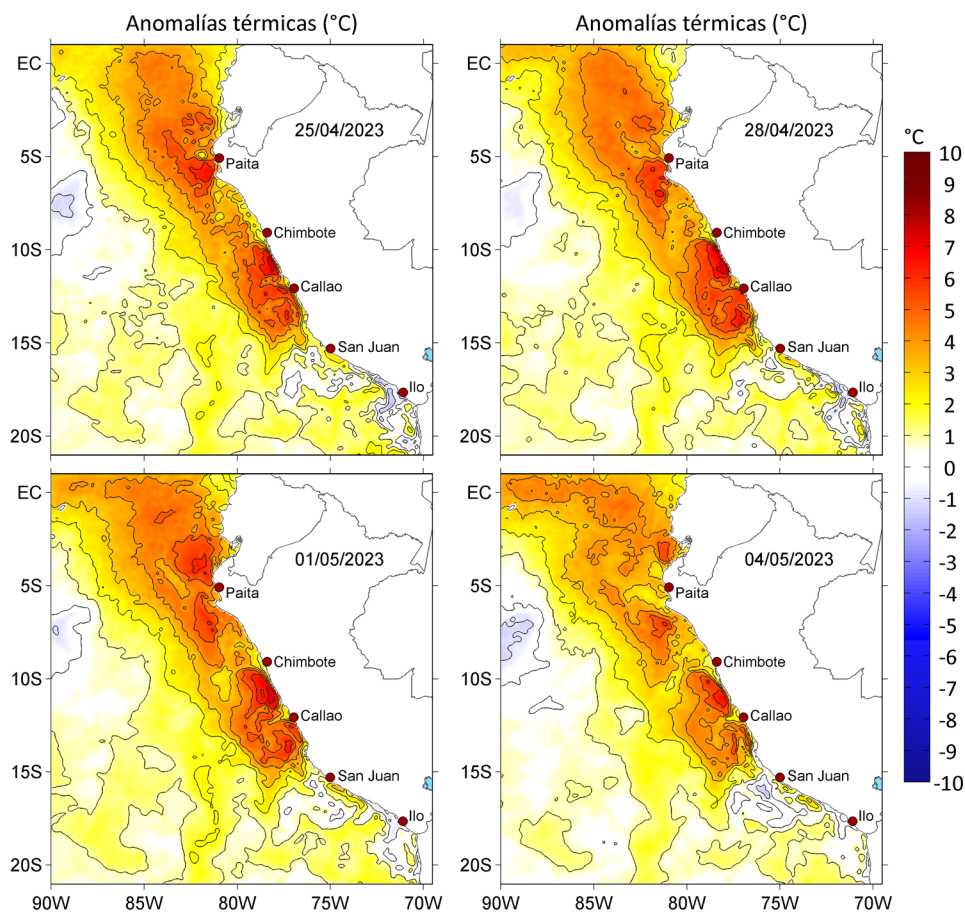 Anomalías térmicas (°C)
Anomalías térmicas (°C)
EC
5S
10S
15S
20S
25/04/2023
Paita
Chimbote
Callao
San Juan
Ilo
EC
5S
10S
15S
20S
28/04/2023
Paita
Chimbote
Callao
San Juan
Ilo
EC
5S
10S
15S
20S
01/05/2023
Paita
Chimbote
Callao
San Juan
Ilo
90W
85W
80W
75W
70W
EC
5S
10S
15S
20S
04/05/2023
Paita
Chimbote
Callao
San Juan
Ilo
90W
85W
80W
75W
70W
°C
10
9
8
7
6
5
4
3
2
1
0
-1
-2
-3
-4
-5
-6
-7
-8
-9
-10